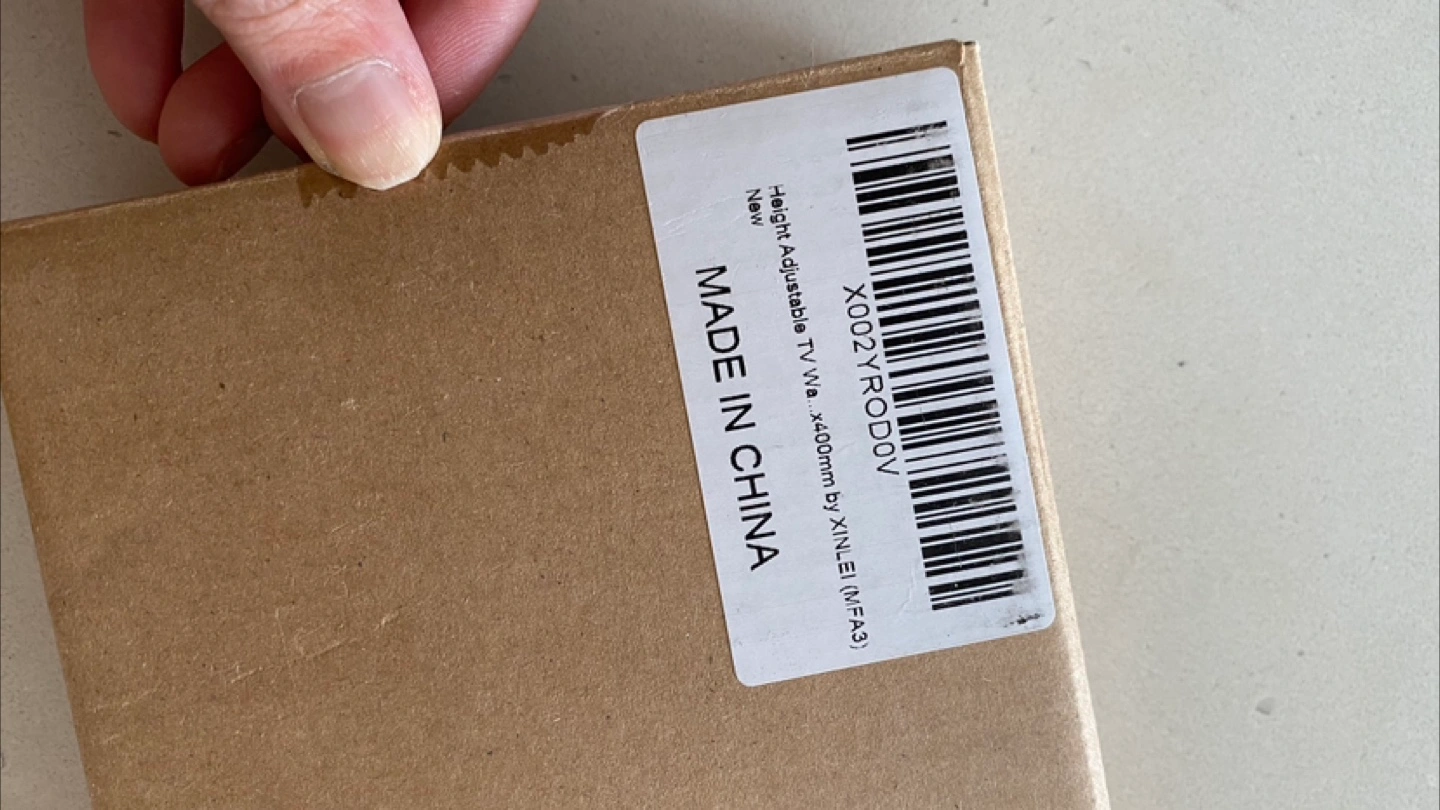 X002YROD0V
Height Adjustable TV Wa...x400mm by XINLEI (MFA3)
New
MADE IN CHINA